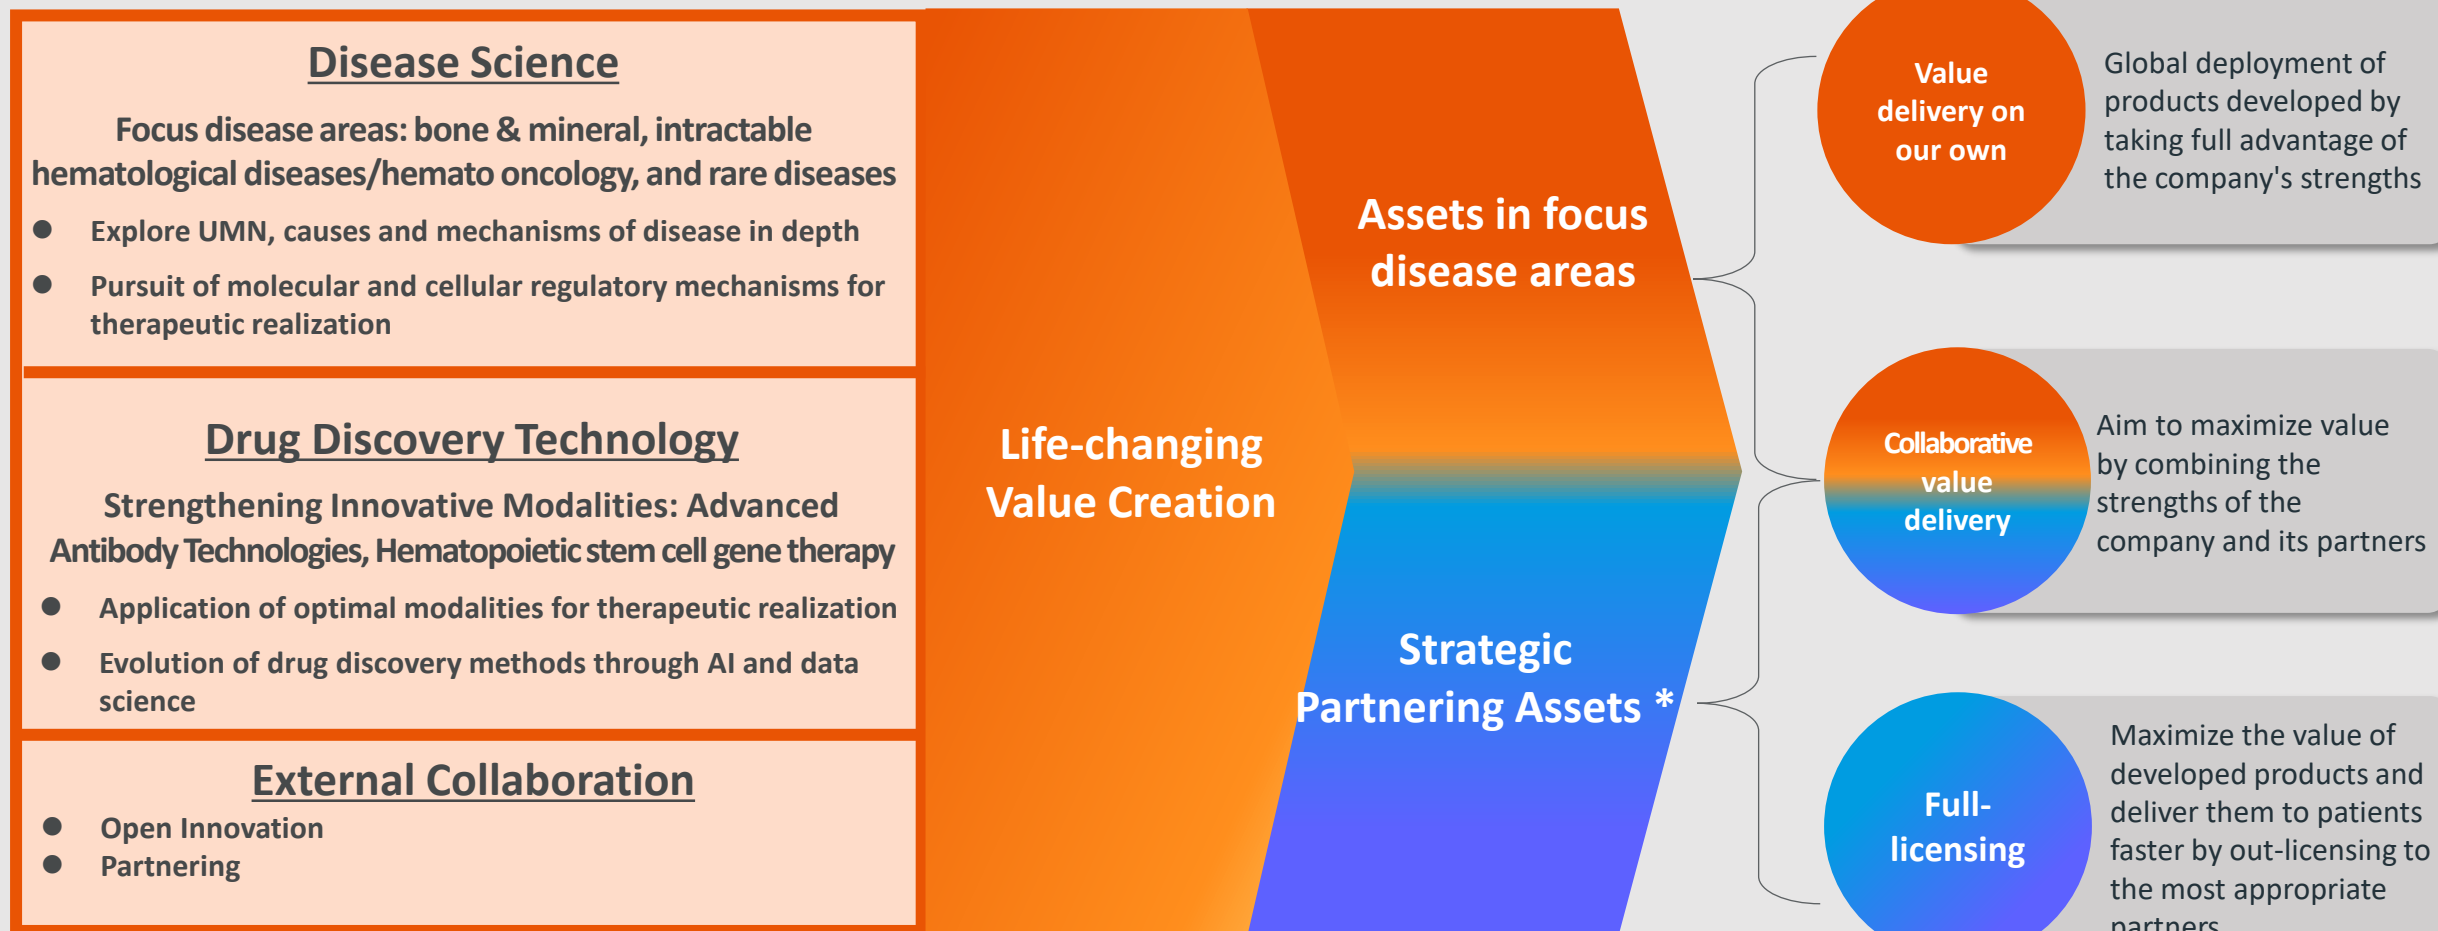 Disease Science
Focus disease areas: bone & mineral, intractable
hematological diseases/hemato oncology, and rare diseases
● Explore UMN, causes and mechanisms of disease in depth
● Pursuit of molecular and cellular regulatory mechanisms for
therapeutic realization
Drug Discovery Technology
Strengthening Innovative Modalities: Advanced
Antibody Technologies, Hematopoietic stem cell gene therapy
● Application of optimal modalities for therapeutic realization
● Evolution of drug discovery methods through AI and data
science
External Collaboration
● Open Innovation
● Partnering
Life-changing
Value Creation
Assets in focus
disease areas
Strategic
Partnering Assets *
Value
delivery on
our own
Global deployment of
products developed by
taking full advantage of
the company's strengths
Collaborative
value
delivery
Aim to maximize value
by combining the
strengths of the
company and its partners
Full-
licensing
Maximize the value of
developed products and
deliver them to patients
faster by out-licensing to
the most appropriate
partners